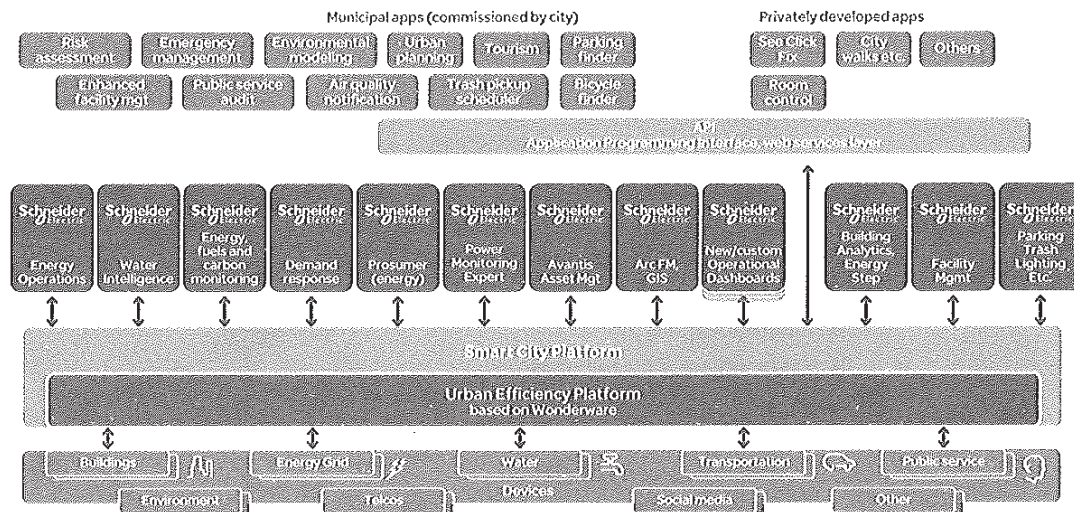 Municipal apps (commissioned by city)
Privately developed apps
Risk
assessment
Emergency
management
Environmental
modeling
Urban
planning
Tourism
Parking
finder
See Click
Fix
City
walks etc.
Others
Enhanced
facility mgt
Public service
audit
Air quality
notification
Trash pickup
scheduler
Bicycle
finder
Room
control
API
Application Programming Interface, web services layer
Schneider
Electric
Energy
Operations
Schneider
Electric
Water
Intelligence
Schneider
Electric
Energy,
fuels and
carbon
monitoring
Schneider
Electric
Demand
response
Schneider
Electric
Prosumer
(energy)
Schneider
Electric
Power
Monitoring
Expert
Schneider
Electric
Avantis
Asset Mgt
Schneider
Electric
Arc FM,
GIS
Schneider
Electric
New/custom
Operational
Dashboards
Schneider
Electric
Building
Analytics,
Energy
Step
Schneider
Electric
Facility
Mgmt
Schneider
Electric
Parking
Trash
Lighting,
Etc.
Smart City Platform
Urban Efficiency Platform
based on Wonderware
Buildings
Energy Grid
Water
Transportation
Public service
Devices
Environment
Telcos
Social media
Other